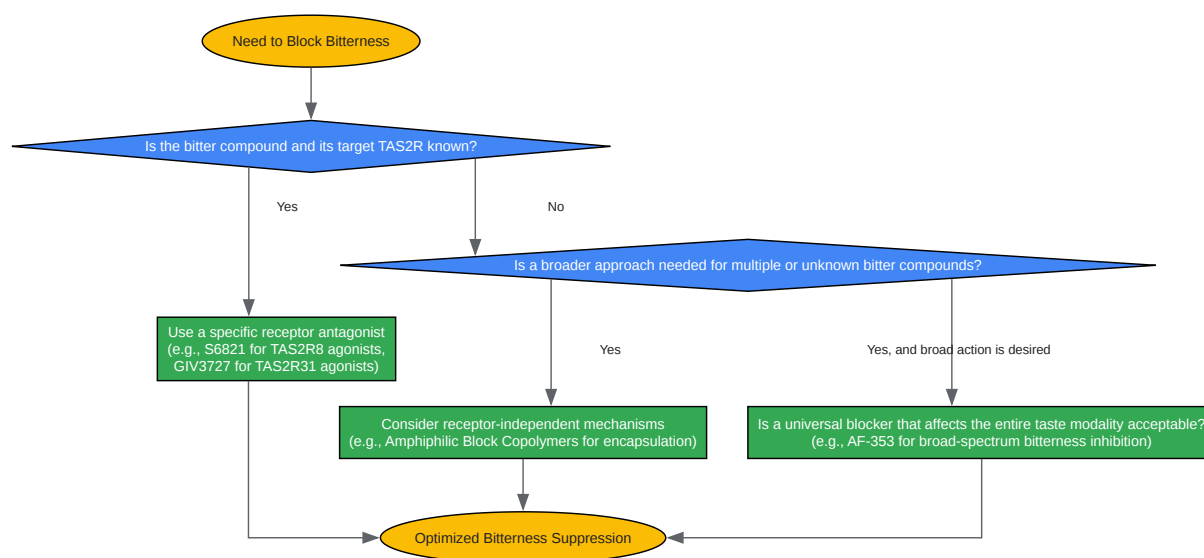 Need to Block Bitterness
Is the bitter compound and its target TAS2R known?
Yes
No
Is a broader approach needed for multiple or unknown bitter compounds?
Use a specific receptor antagonist
(e.g., S6821 for TAS2R8 agonists,
GIV3727 for TAS2R31 agonists)
Yes
Yes, and broad action is desired
Consider receptor-independent mechanisms
(e.g., Amphiphilic Block Copolymers for encapsulation)
Is a universal blocker that affects the entire taste modality acceptable?
(e.g., AF-353 for broad-spectrum bitterness inhibition)
Optimized Bitterness Suppression